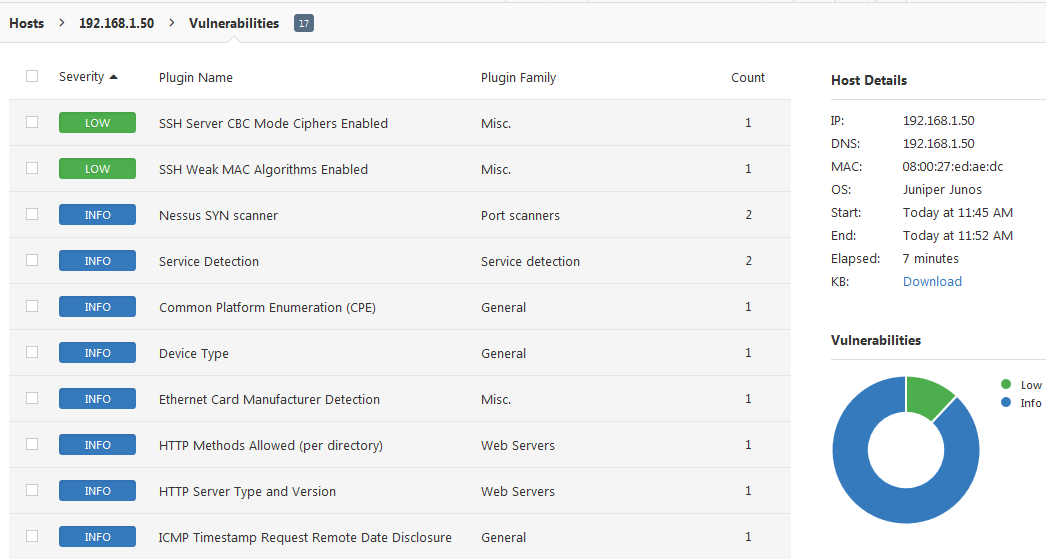 Hosts > 192.168.1.50 > Vulnerabilities 17
Severity Plugin Name Plugin Family Count
LOW SSH Server CBC Mode Ciphers Enabled Misc. 1
LOW SSH Weak MAC Algorithms Enabled Misc. 1
INFO Nessus SYN scanner Port scanners 2
INFO Service Detection Service detection 2
INFO Common Platform Enumeration (CPE) General 1
INFO Device Type General 1
INFO Ethernet Card Manufacturer Detection Misc. 1
INFO HTTP Methods Allowed (per directory) Web Servers 1
INFO HTTP Server Type and Version Web Servers 1
INFO ICMP Timestamp Request Remote Date Disclosure General 1
Host Details
IP: 192.168.1.50
DNS: 192.168.1.50
MAC: 08:00:27:ed:ae:dc
OS: Juniper Junos
Start: Today at 11:45 AM
End: Today at 11:52 AM
Elapsed: 7 minutes
KB: Download
Vulnerabilities
Low
Info